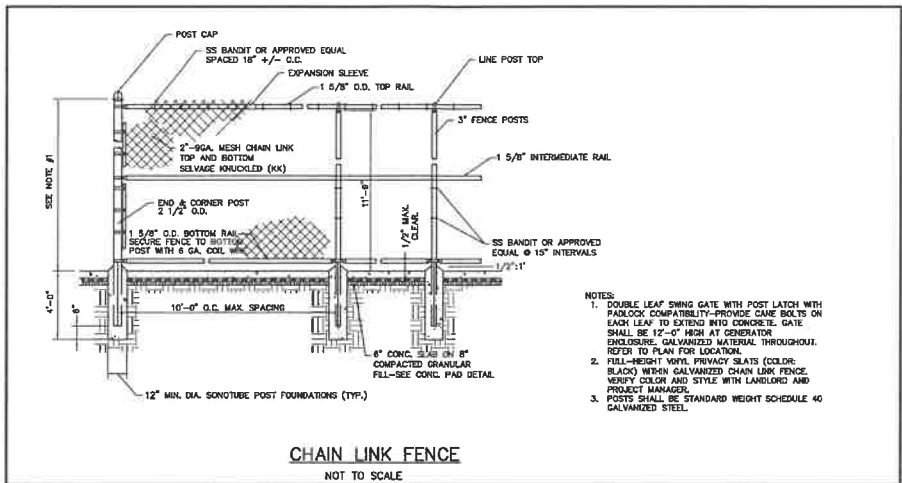 POST CAP
SS BANDIT OR APPROVED EQUAL
SPACED 18" +/- O.C.
EXPANSION SLEEVE
1 5/8" O.D. TOP RAIL
LINE POST TOP
3" FENCE POSTS
2"-9GA. MESH CHAIN LINK
TOP AND BOTTOM
SELVAGE KNUCKLED (KK)
1 5/8" INTERMEDIATE RAIL
SEE NOTE #1
11'-9"
END & CORNER POST
2 1/2" O.D.
1 5/8" O.D. BOTTOM RAIL
SECURE FENCE TO BOTTOM
POST WITH 6 GA. COIL
1/2" MAX.
CLEAR.
SS BANDIT OR APPROVED
EQUAL @ 15" INTERVALS
1/2":1'
4'-0"
6"
10'-0" O.C. MAX. SPACING
6" CONC. SLAB ON 8"
COMPACTED GRANULAR
FILL-SEE CONC. PAD DETAIL
12" MIN. DIA. SONOTUBE POST FOUNDATIONS (TYP.)
NOTES:
1. DOUBLE LEAF SWING GATE WITH POST LATCH WITH
PADLOCK COMPATIBILITY-PROVIDE CANE BOLTS ON
EACH LEAF TO EXTEND INTO CONCRETE. GATE
SHALL BE 12'-0" HIGH AT GENERATOR
ENCLOSURE. GALVANIZED MATERIAL THROUGHOUT.
REFER TO PLAN FOR LOCATION.
2. FULL-HEIGHT VINYL PRIVACY SLATS (COLOR:
BLACK) WITHIN GALVANIZED CHAIN LINK FENCE.
VERIFY COLOR AND STYLE WITH LANDLORD AND
PROJECT MANAGER.
3. POSTS SHALL BE STANDARD WEIGHT SCHEDULE 40
GALVANIZED STEEL.
CHAIN LINK FENCE
NOT TO SCALE